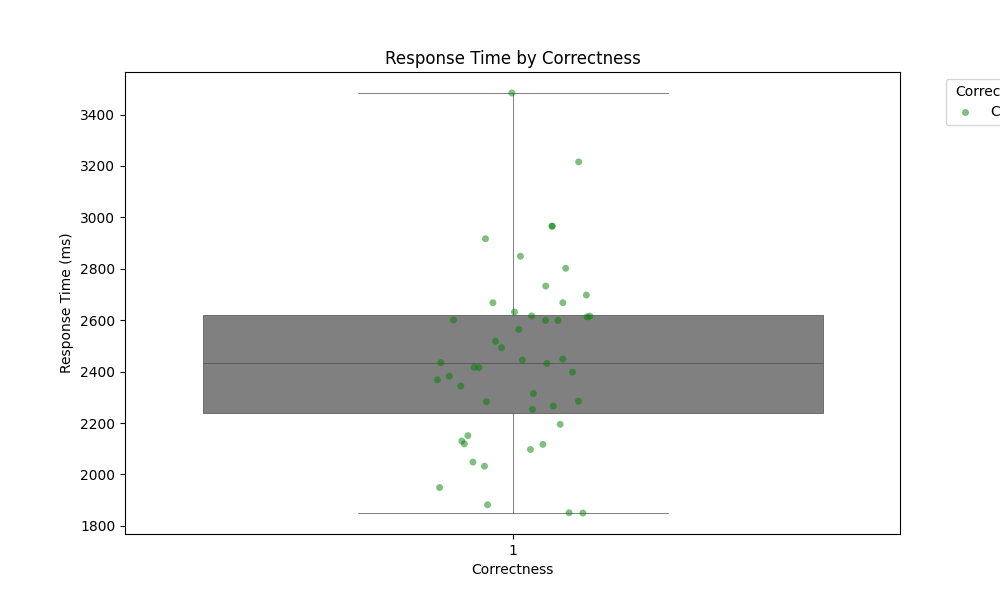 Response Time by Correctness
Correc
C
3400
3200
3000
2800
2600
2400
2200
2000
1800
Response Time (ms)
1
Correctness